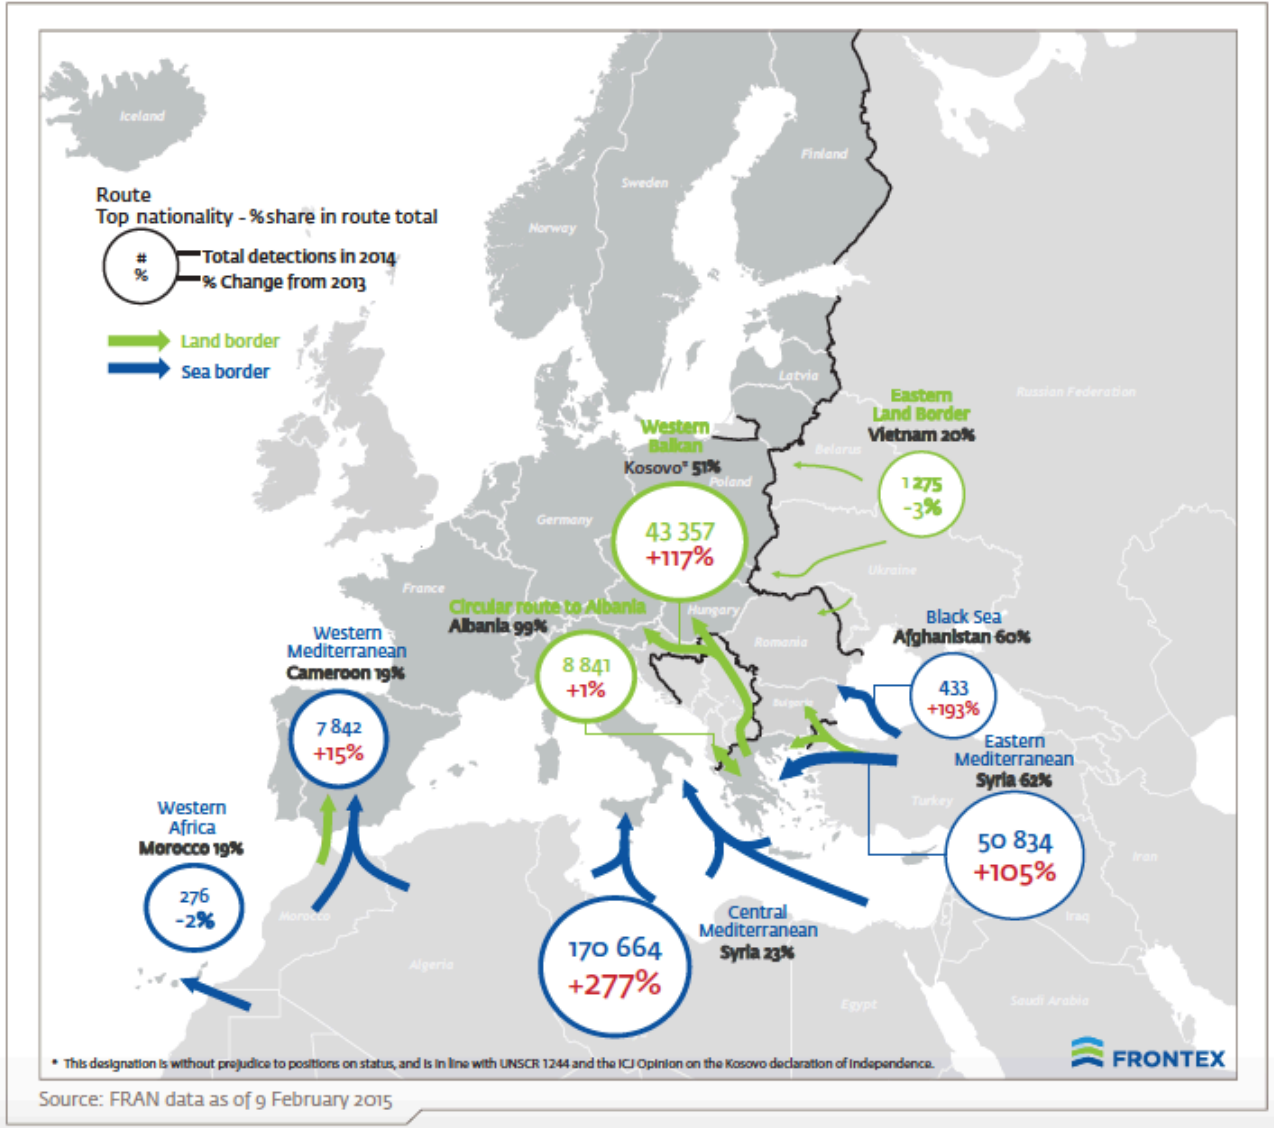 Iceland
Finland
Sweden
Norway
Route
Top nationality - % share in route total
#
%
Total detections in 2014
% Change from 2013
Land border
Sea border
Latvia
Russian Federation
Eastern
Land Border
Vietnam 20%
1 275
-3%
Belarus
Western
Balkan
Kosovo* 51%
43 357
+117%
Poland
Germany
Ukraine
France
Hungary
Circular route to Albania
Albania 99%
8 841
+1%
Romania
Black Sea
Afghanistan 60%
433
+193%
Western
Mediterranean
Cameroon 19%
7 842
+15%
Bulgaria
Eastern
Mediterranean
Syria 62%
50 834
+105%
Turkey
Western
Africa
Morocco 19%
276
-2%
Morocco
Iran
Iraq
Central
Mediterranean
Syria 23%
170 664
+277%
Algeria
Egypt
Saudi Arabia
* This designation is without prejudice to positions on status, and is in line with UNSCR 1244 and the ICJ Opinion on the Kosovo declaration of independence.
FRONTEX
Source: FRAN data as of 9 February 2015